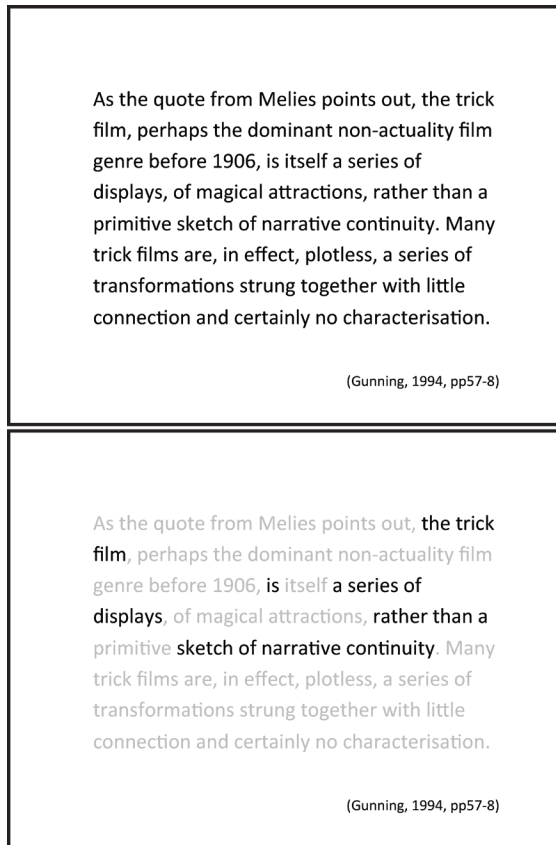 As the quote from Melies points out, the trick
film, perhaps the dominant non-actuality film
genre before 1906, is itself a series of
displays, of magical attractions, rather than a
primitive sketch of narrative continuity. Many
trick films are, in effect, plotless, a series of
transformations strung together with little
connection and certainly no characterisation.
(Gunning, 1994, pp57-8)
As the quote from Melies points out, the trick
film, perhaps the dominant non-actuality film
genre before 1906, is itself a series of
displays, of magical attractions, rather than a
primitive sketch of narrative continuity. Many
trick films are, in effect, plotless, a series of
transformations strung together with little
connection and certainly no characterisation.
(Gunning, 1994, pp57-8)